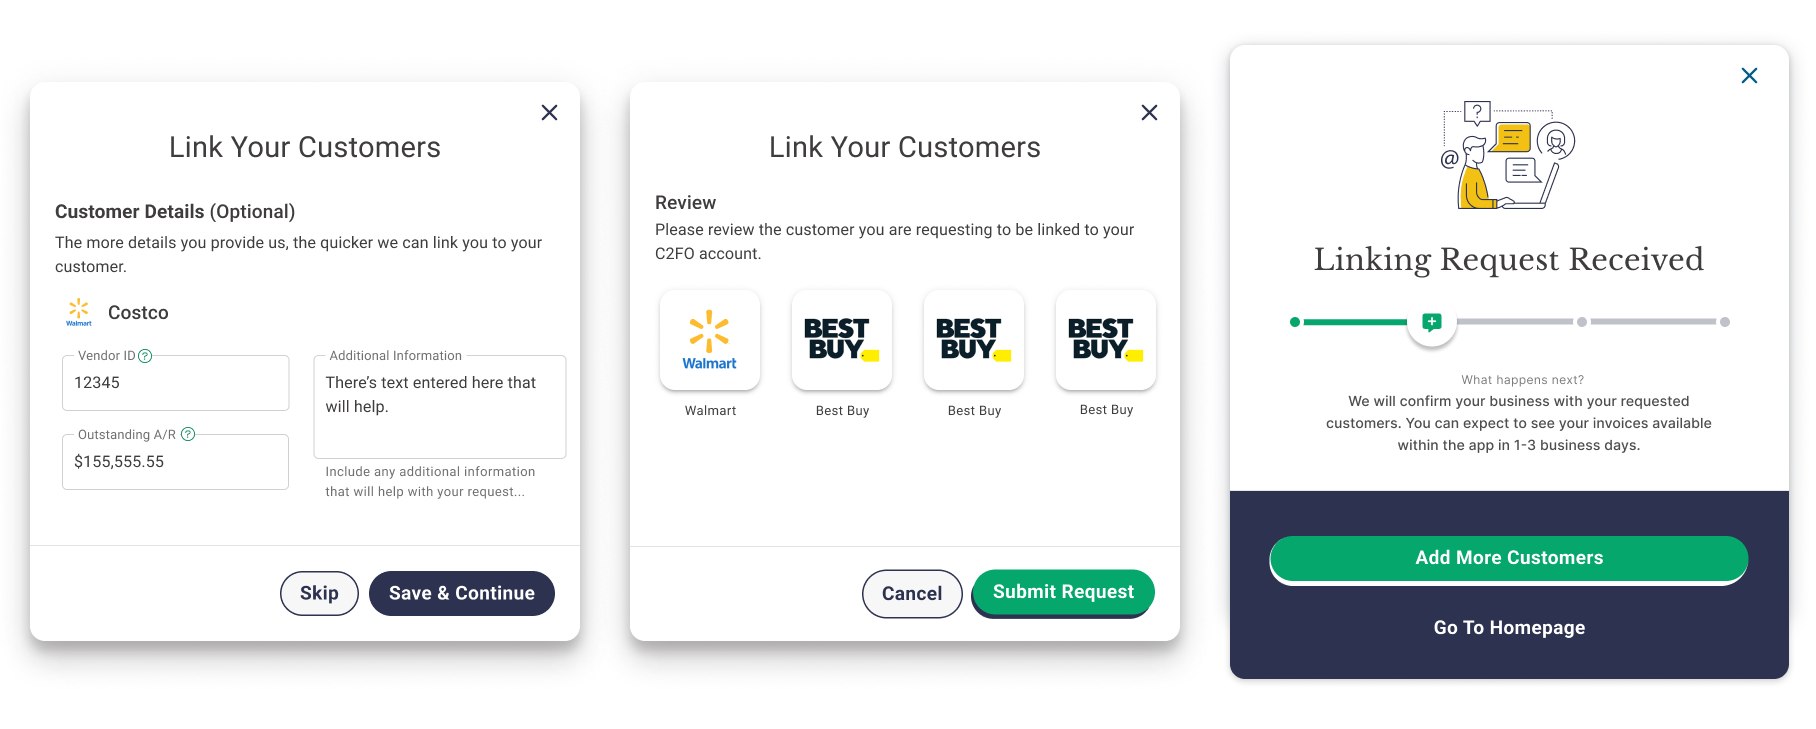 Link Your Customers
Customer Details (Optional)
The more details you provide us, the quicker we can link you to your
customer.
Walmart
Costco
Vendor ID ?
12345
Outstanding A/R ?
$155,555.55
Additional Information
There’s text entered here that
will help.
Include any additional information
that will help with your request...
Skip
Save & Continue
Link Your Customers
Review
Please review the customer you are requesting to be linked to your
C2FO account.
Walmart
Walmart
BEST
BUY
Best Buy
BEST
BUY
Best Buy
BEST
BUY
Best Buy
Cancel
Submit Request
?
@
Linking Request Received
What happens next?
We will confirm your business with your requested
customers. You can expect to see your invoices available
within the app in 1-3 business days.
Add More Customers
Go To Homepage